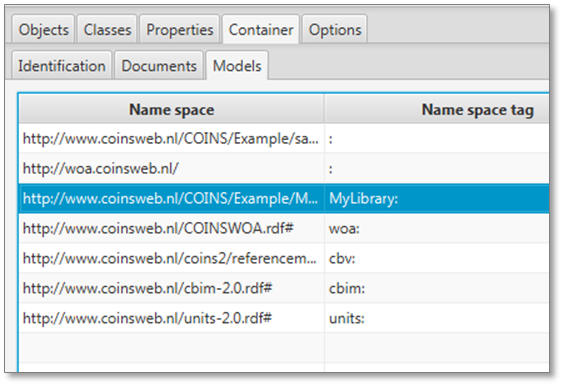 Objects Classes Properties Container Options
Identification Documents Models
Name space Name space tag
http://www.coinsweb.nl/COINS/Example/sa... :
http://woa.coinsweb.nl/ :
http://www.coinsweb.nl/COINS/Example/M... MyLibrary:
http://www.coinsweb.nl/COINSWOA.rdf# woa:
http://www.coinsweb.nl/coins2/referencem... cbv:
http://www.coinsweb.nl/cbim-2.0.rdf# cbim:
http://www.coinsweb.nl/units-2.0.rdf# units: